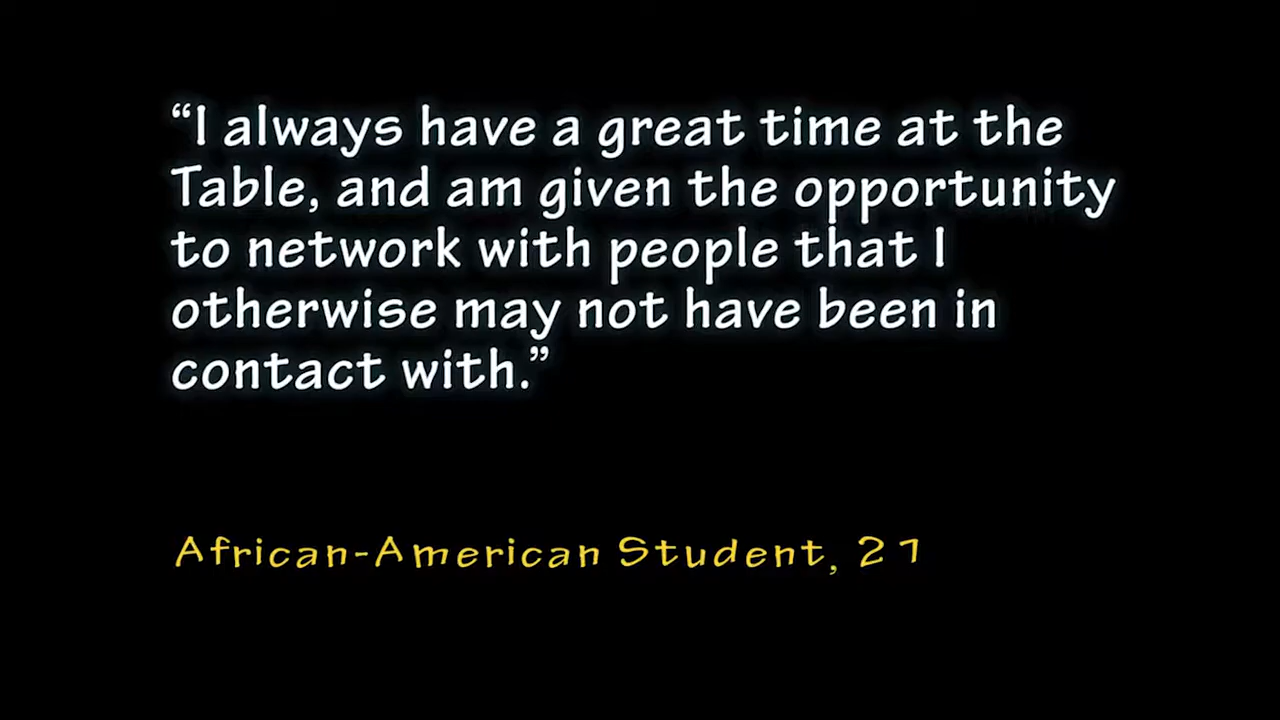 “I always have a great time at the
Table, and am given the opportunity
to network with people that I
otherwise may not have been in
contact with.”
African-American Student, 21